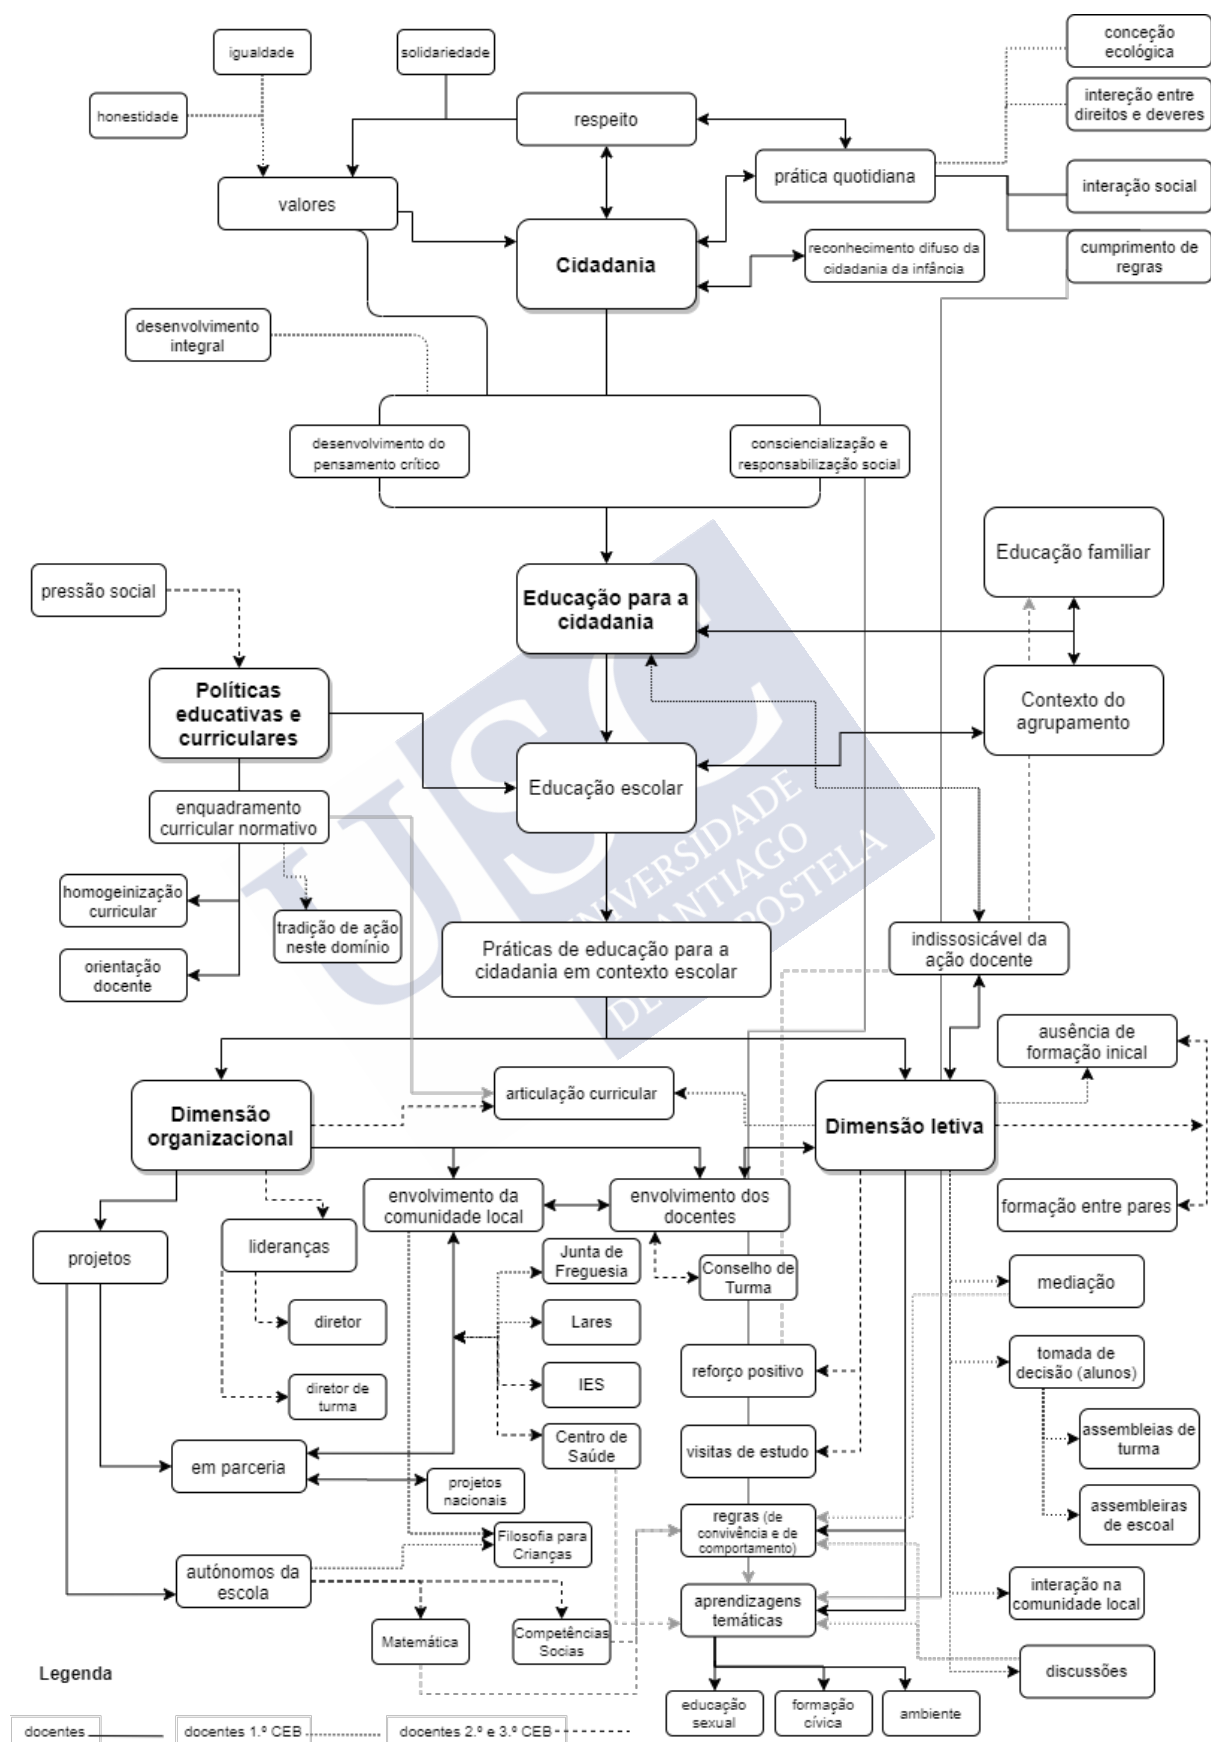 igualdade
solidariedade
conceção
ecológica
honestidade
respeito
intereção entre
direitos e deveres
prática quotidiana
interação social
valores
Cidadania
reconhecimento difuso da
cidadania da infância
cumprimento de
regras
desenvolvimento
integral
desenvolvimento do
pensamento crítico
consciencialização e
responsabilização social
Educação familiar
pressão social
Educação para a
cidadania
Políticas
educativas e
curriculares
Contexto do
agrupamento
Educação escolar
enquadramento
curricular normativo
homogeinização
curricular
tradição de ação
neste domínio
orientação
docente
Práticas de educação para a
cidadania em contexto escolar
indissosicável da
ação docente
USC
UNIVERSIDADE
SANTIAGO
POSTELA
DE
ausência de
formação inical
articulação curricular
Dimensão
organizacional
Dimensão letiva
envolvimento da
comunidade local
envolvimento dos
docentes
formação entre pares
projetos
lideranças
Junta de
Freguesia
Conselho de
Turma
mediação
diretor
Lares
tomada de
decisão (alunos)
reforço positivo
IES
diretor de
turma
assembleias de
turma
Centro de
Saúde
visitas de estudo
em parceria
projetos
nacionais
assembleiras
de escoal
regras (de
convivência e de
comportamento)
Filosofia para
Crianças
autónomos da
escola
interação na
comunidade local
aprendizagens
temáticas
Matemática
Competências
Socias
discussões
Legenda
educação
sexual
formação
cívica
ambiente
docentes
docentes 1.º CEB
docentes 2.º e 3.º CEB